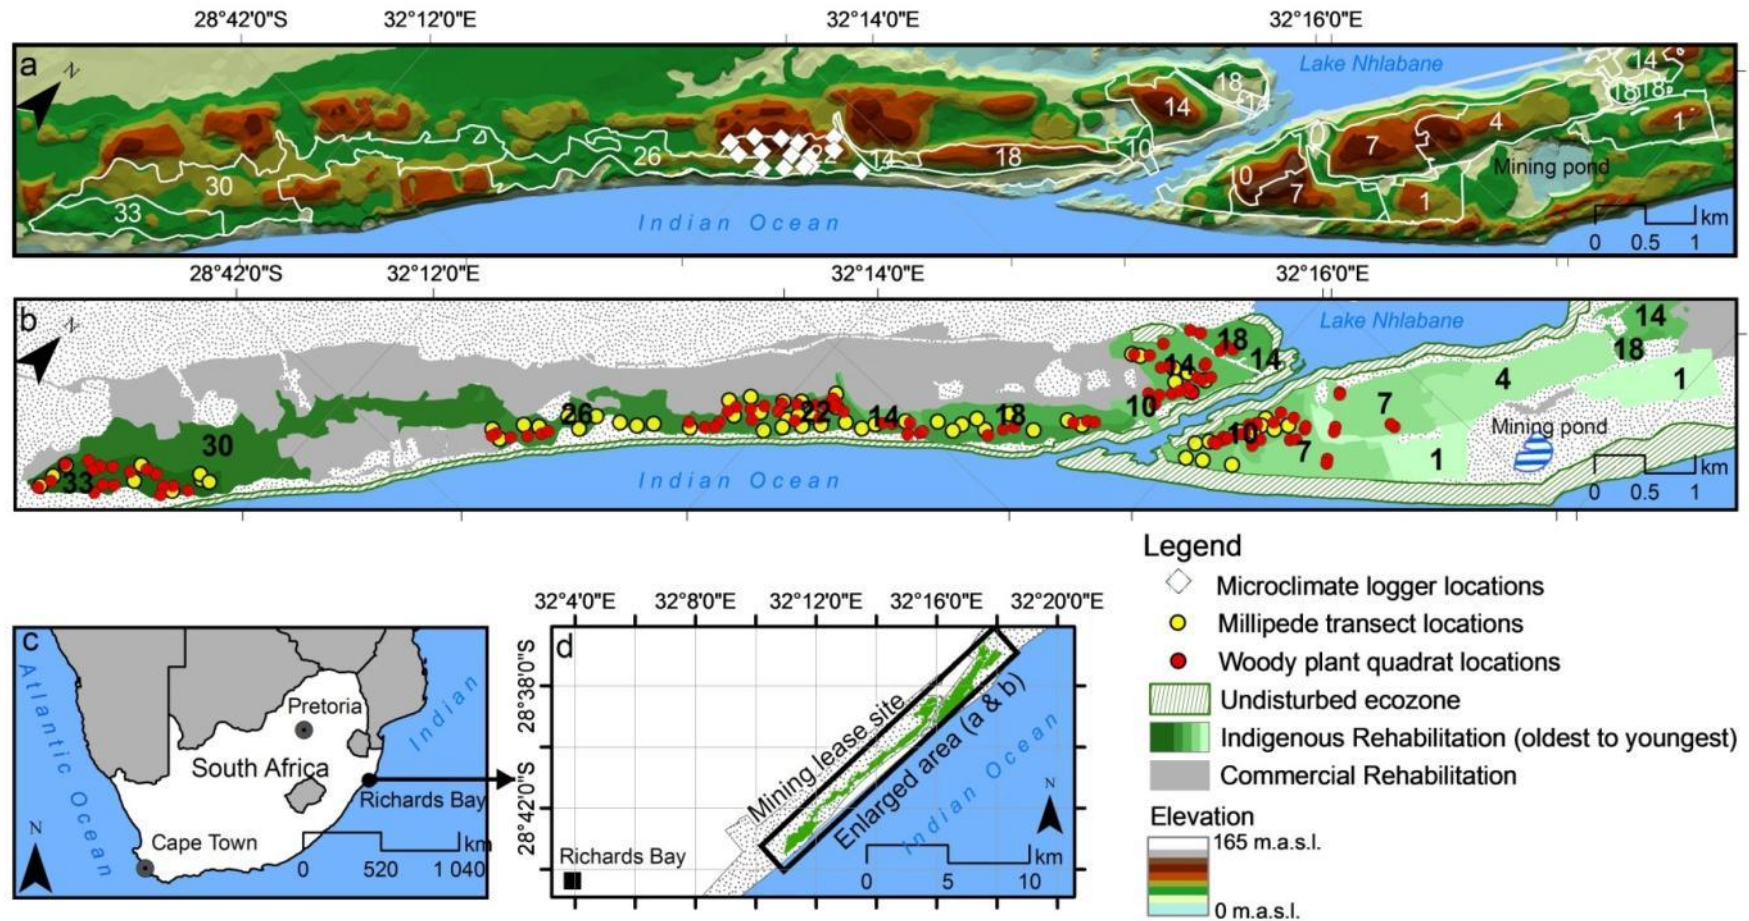 28°42'0"S 32°12'0"E 32°14'0"E 32°16'0"E
a
N
Lake Nhlabane
14
18
14
14
18 18
1
4
7
10
7
1
0
Mining pond
10
18
14
22
26
30
33
Indian Ocean
km
0 0.5 1
28°42'0"S 32°12'0"E 32°14'0"E 32°16'0"E
b
N
Lake Nhlabane
18
14
14
14
18
1
4
7
10
10
7
1
Mining pond
18
14
22
26
30
33
Indian Ocean
km
0 0.5 1
Legend
Microclimate logger locations
Millipede transect locations
Woody plant quadrat locations
Undisturbed ecozone
Indigenous Rehabilitation (oldest to youngest)
Commercial Rehabilitation
Elevation
165 m.a.s.l.
0 m.a.s.l.
c
Atlantic Ocean
Indian
Pretoria
South Africa
Richards Bay
Cape Town
N
km
0 520 1 040
32°4'0"E 32°8'0"E 32°12'0"E 32°16'0"E 32°20'0"E
d
28°38'0"S
28°42'0"S
Mining lease site
Enlarged area (a & b)
Indian Ocean
N
Richards Bay
km
0 5 10